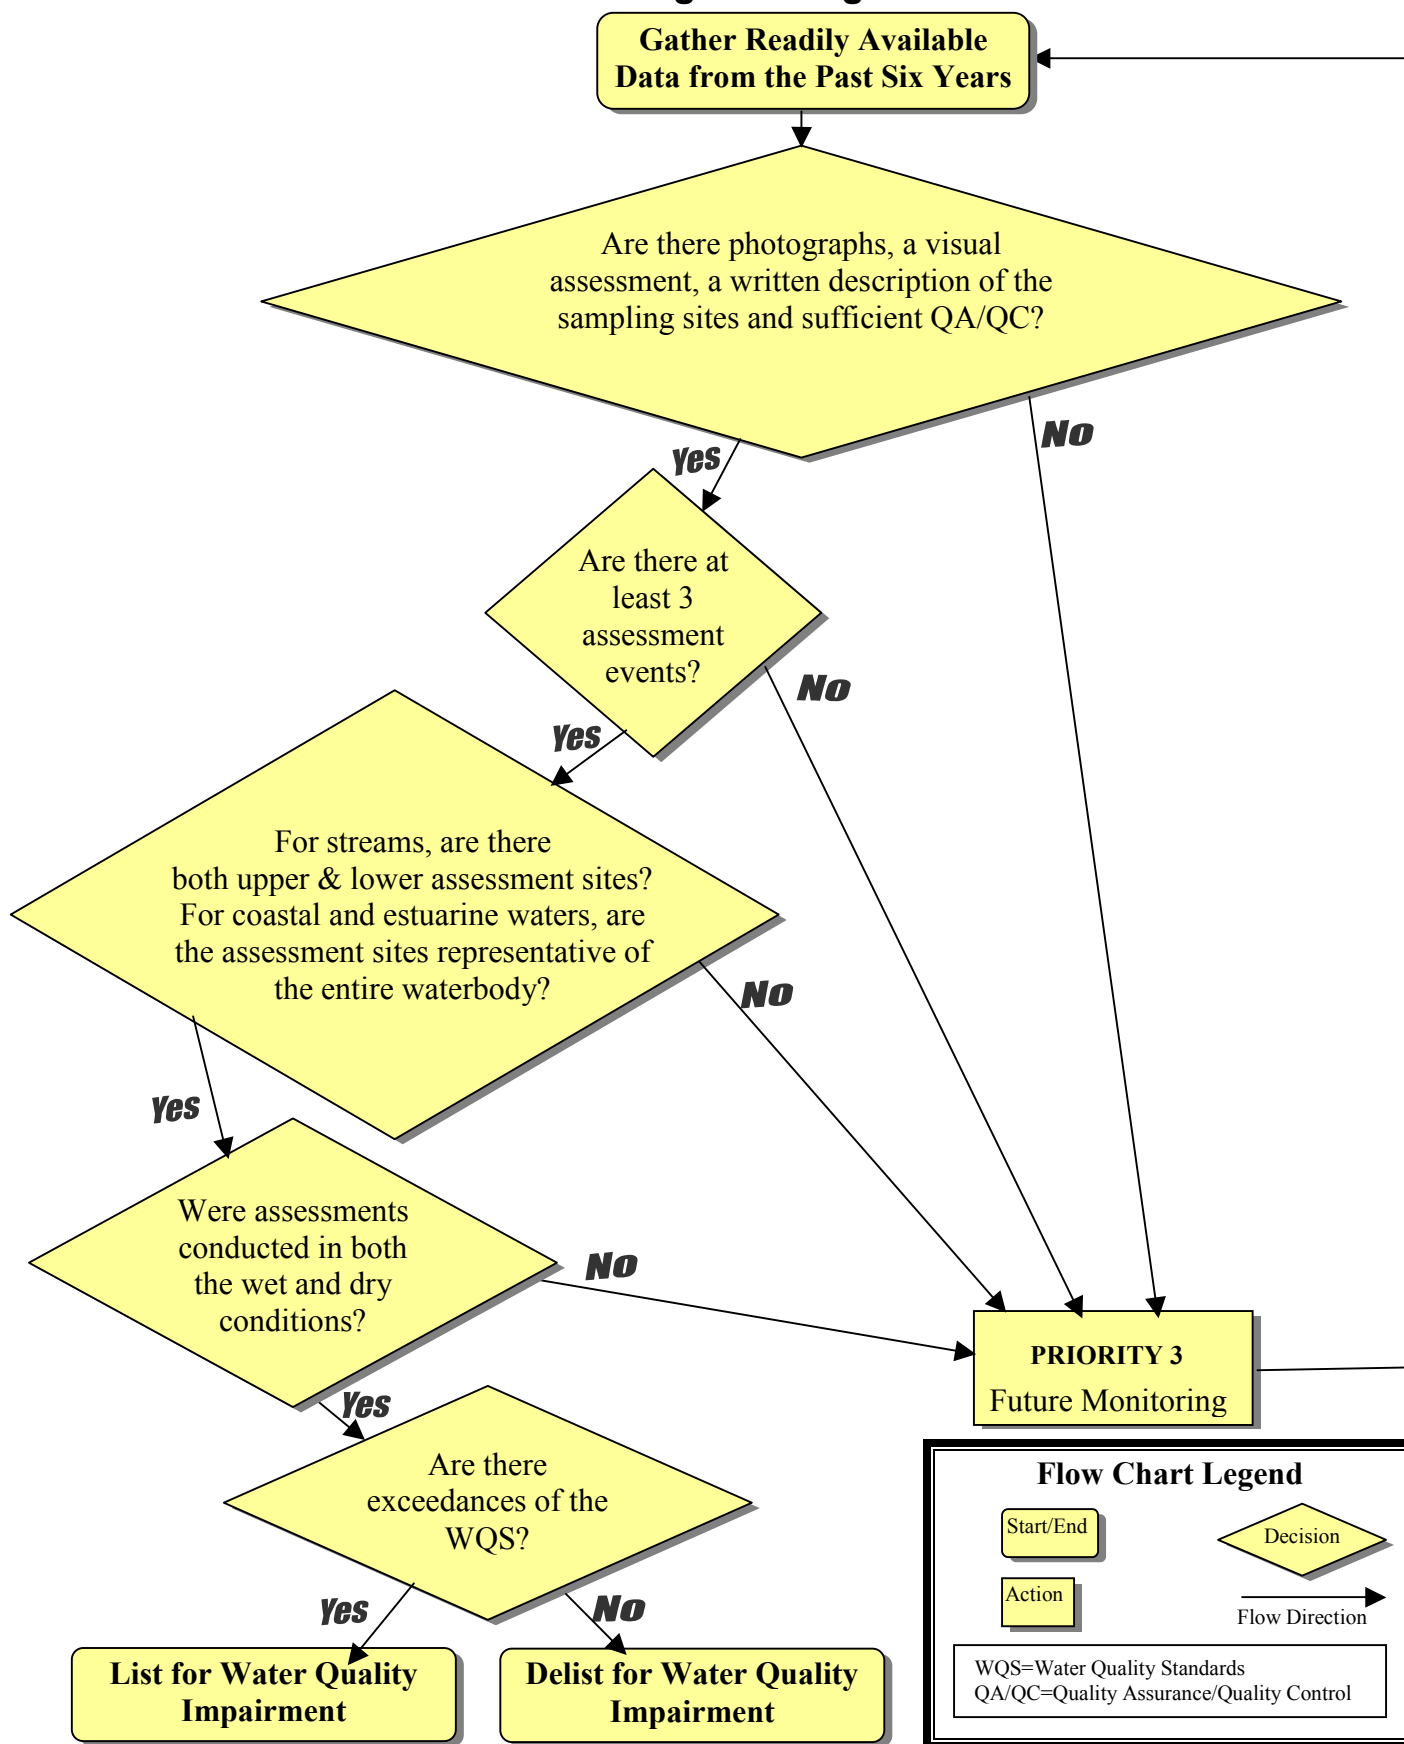 Gather Readily Available
Data from the Past Six Years
Are there photographs, a visual
assessment, a written description of the
sampling sites and sufficient QA/QC?
No
Yes
Are there at
least 3
assessment
events?
No
Yes
For streams, are there
both upper & lower assessment sites?
For coastal and estuarine waters, are
the assessment sites representative of
the entire waterbody?
No
Yes
Were assessments
conducted in both
the wet and dry
conditions?
No
PRIORITY 3
Future Monitoring
Yes
Are there
exceedances of the
WQS?
Yes
No
List for Water Quality
Impairment
Delist for Water Quality
Impairment
Flow Chart Legend
Start/End
Decision
Action
Flow Direction
WQS=Water Quality Standards
QA/QC=Quality Assurance/Quality Control